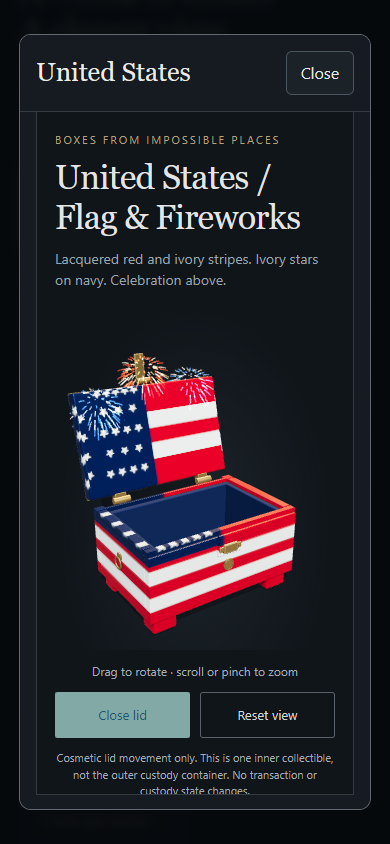 United States
Close
BOXES FROM IMPOSSIBLE PLACES
United States /
Flag & Fireworks
Lacquered red and ivory stripes. Ivory stars
on navy. Celebration above.
Drag to rotate · scroll or pinch to zoom
Close lid
Reset view
Cosmetic lid movement only. This is one inner collectible,
not the outer custody container. No transaction or
custody state changes.